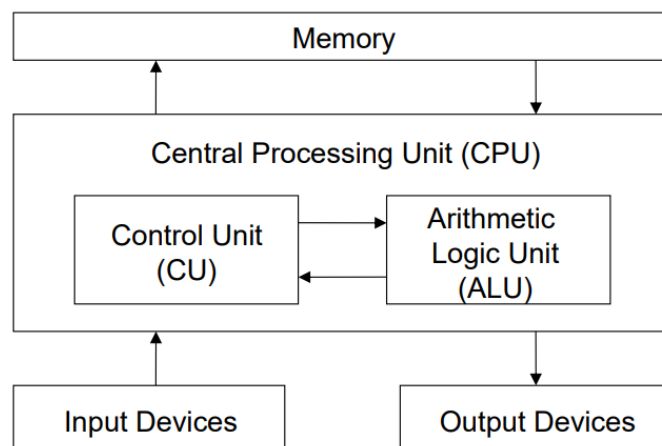 Memory
Central Processing Unit (CPU)
Control Unit
(CU)
Arithmetic
Logic Unit
(ALU)
Input Devices
Output Devices